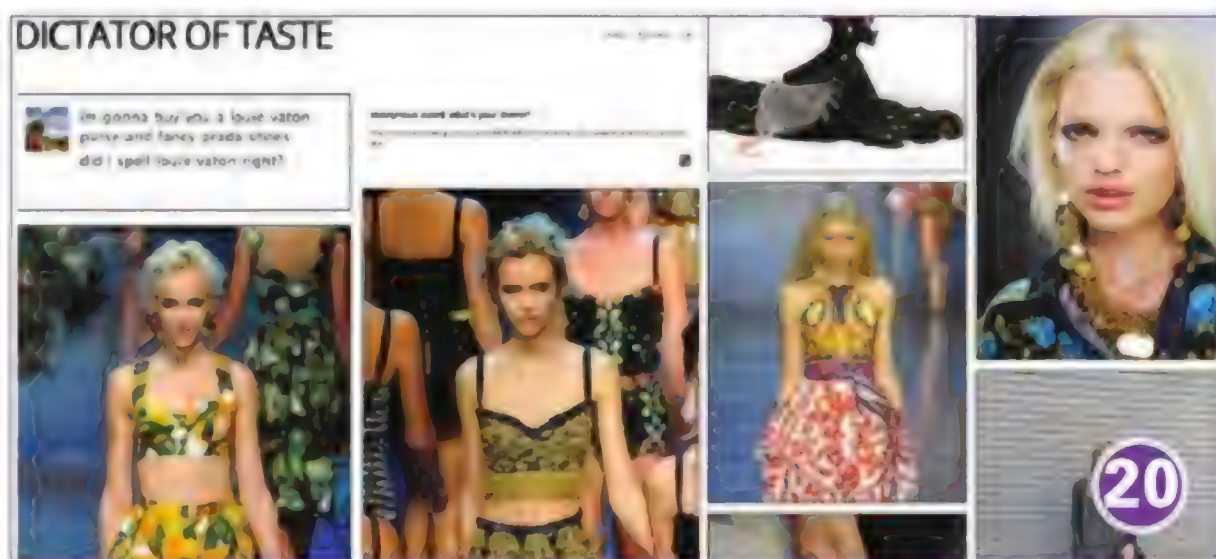 DICTATOR OF TASTE
im gonna buy you a louie vaton
purse and fancy prada shoes
did i spell louie vaton right?
20